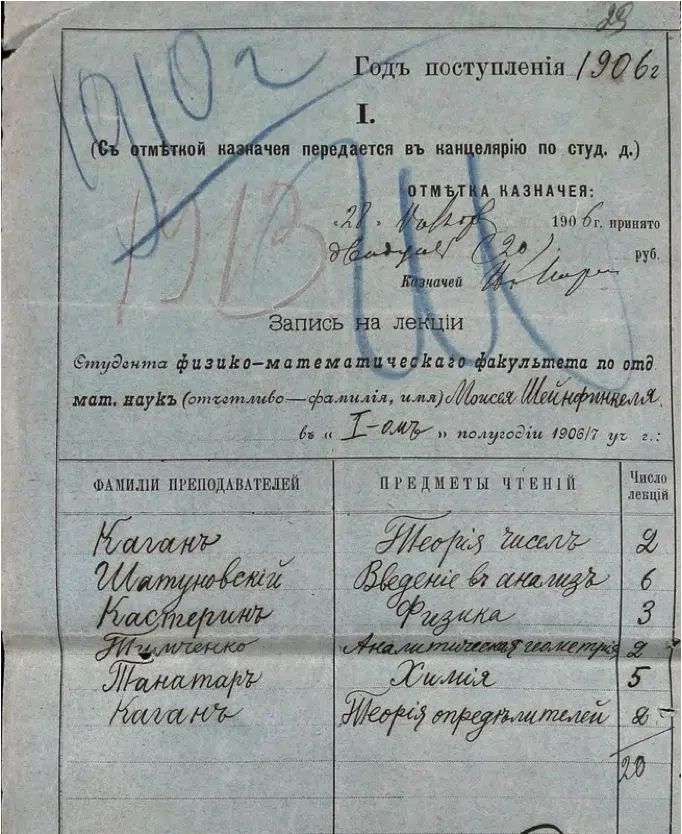 23
1910 г
Годъ поступленія 1906 г
I.
(Съ отмѣткой казначея передается въ канцелярію по студ. д.)
1913
ОТМѢТКА КАЗНАЧЕЯ:
„28„ 1906 г. принято
двадцать (20) руб.
Казначей
Запись на лекціи
Студента физико-математическаго факультета по отд
мат. наукъ (отчетливо—фамилія, имя) Моисея Шейнфинкеля
въ „ I-омъ „ полугодіи 1906/7 уч г.:
ФАМИЛІИ ПРЕПОДАВАТЕЛЕЙ ПРЕДМЕТЫ ЧТЕНІЙ Число лекцій
Каганъ Теорія чиселъ 2
Шатуновскій Введеніе въ анализъ 6
Кастеринъ Физика 3
Тимченко Аналитическая геометрія 2
Танатаръ Химія 5
Каганъ Теорія опредѣлителей 2
20